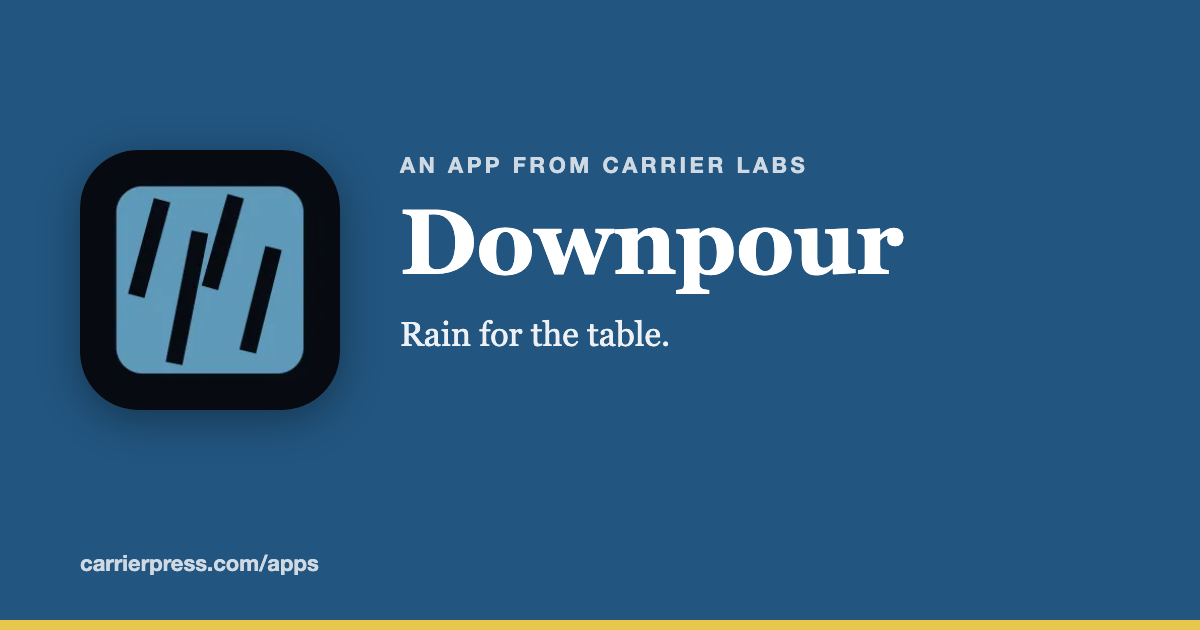 AN APP FROM CARRIER LABS
Downpour
Rain for the table.
carrierpress.com/apps